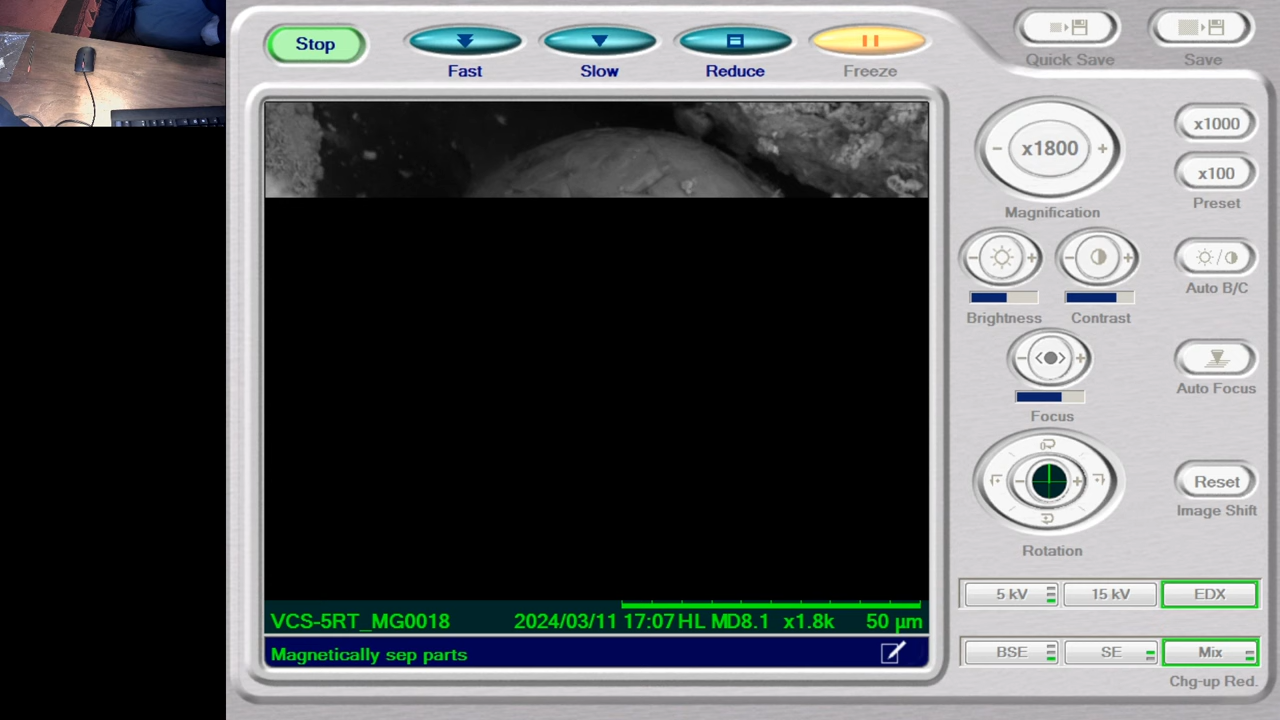 Stop
Fast
Slow
Reduce
Freeze
Quick Save
Save
x1800
Magnification
x1000
x100
Preset
Brightness
Contrast
Auto B/C
Focus
Auto Focus
Rotation
Reset
Image Shift
5 kV
15 kV
EDX
BSE
SE
Mix
Chg-up Red.
VCS-5RT_MG0018 2024/03/11 17:07 HL MD8.1 x1.8k 50 µm
Magnetically sep parts